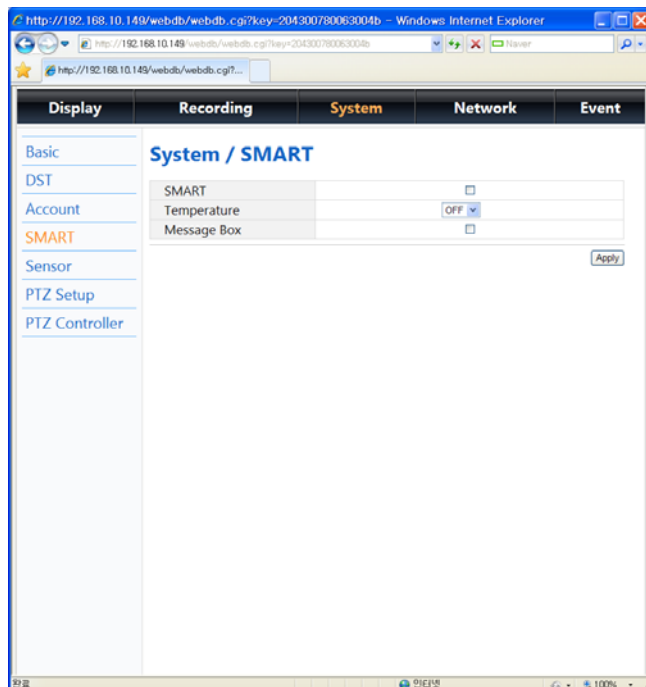 http://192.168.10.149/webdb/webdb.cgi?key=204300780063004b - Windows Internet Explorer
http://192.168.10.149/webdb/webdb.cgi?key=204300780063004b Naver
http://192.168.10.149/webdb/webdb.cgi?...
Display Recording System Network Event
Basic
DST
Account
SMART
Sensor
PTZ Setup
PTZ Controller
System / SMART
SMART
Temperature OFF
Message Box
Apply
완료 인터넷 100%